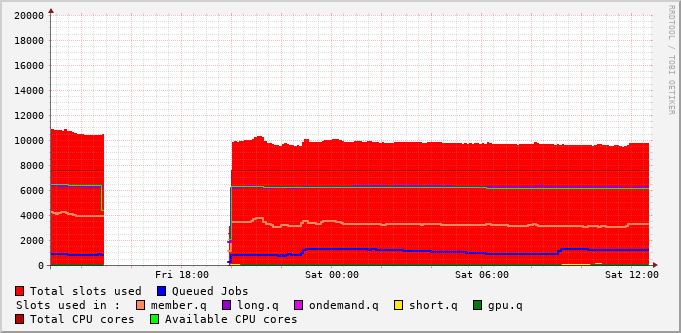 20000
18000
16000
14000
12000
10000
8000
6000
4000
2000
0
Fri 18:00 Sat 00:00 Sat 06:00 Sat 12:00
RRDTOOL / TOBI OETIKER
Total slots used Queued Jobs
Slots used in : member.q long.q ondemand.q short.q gpu.q
Total CPU cores Available CPU cores